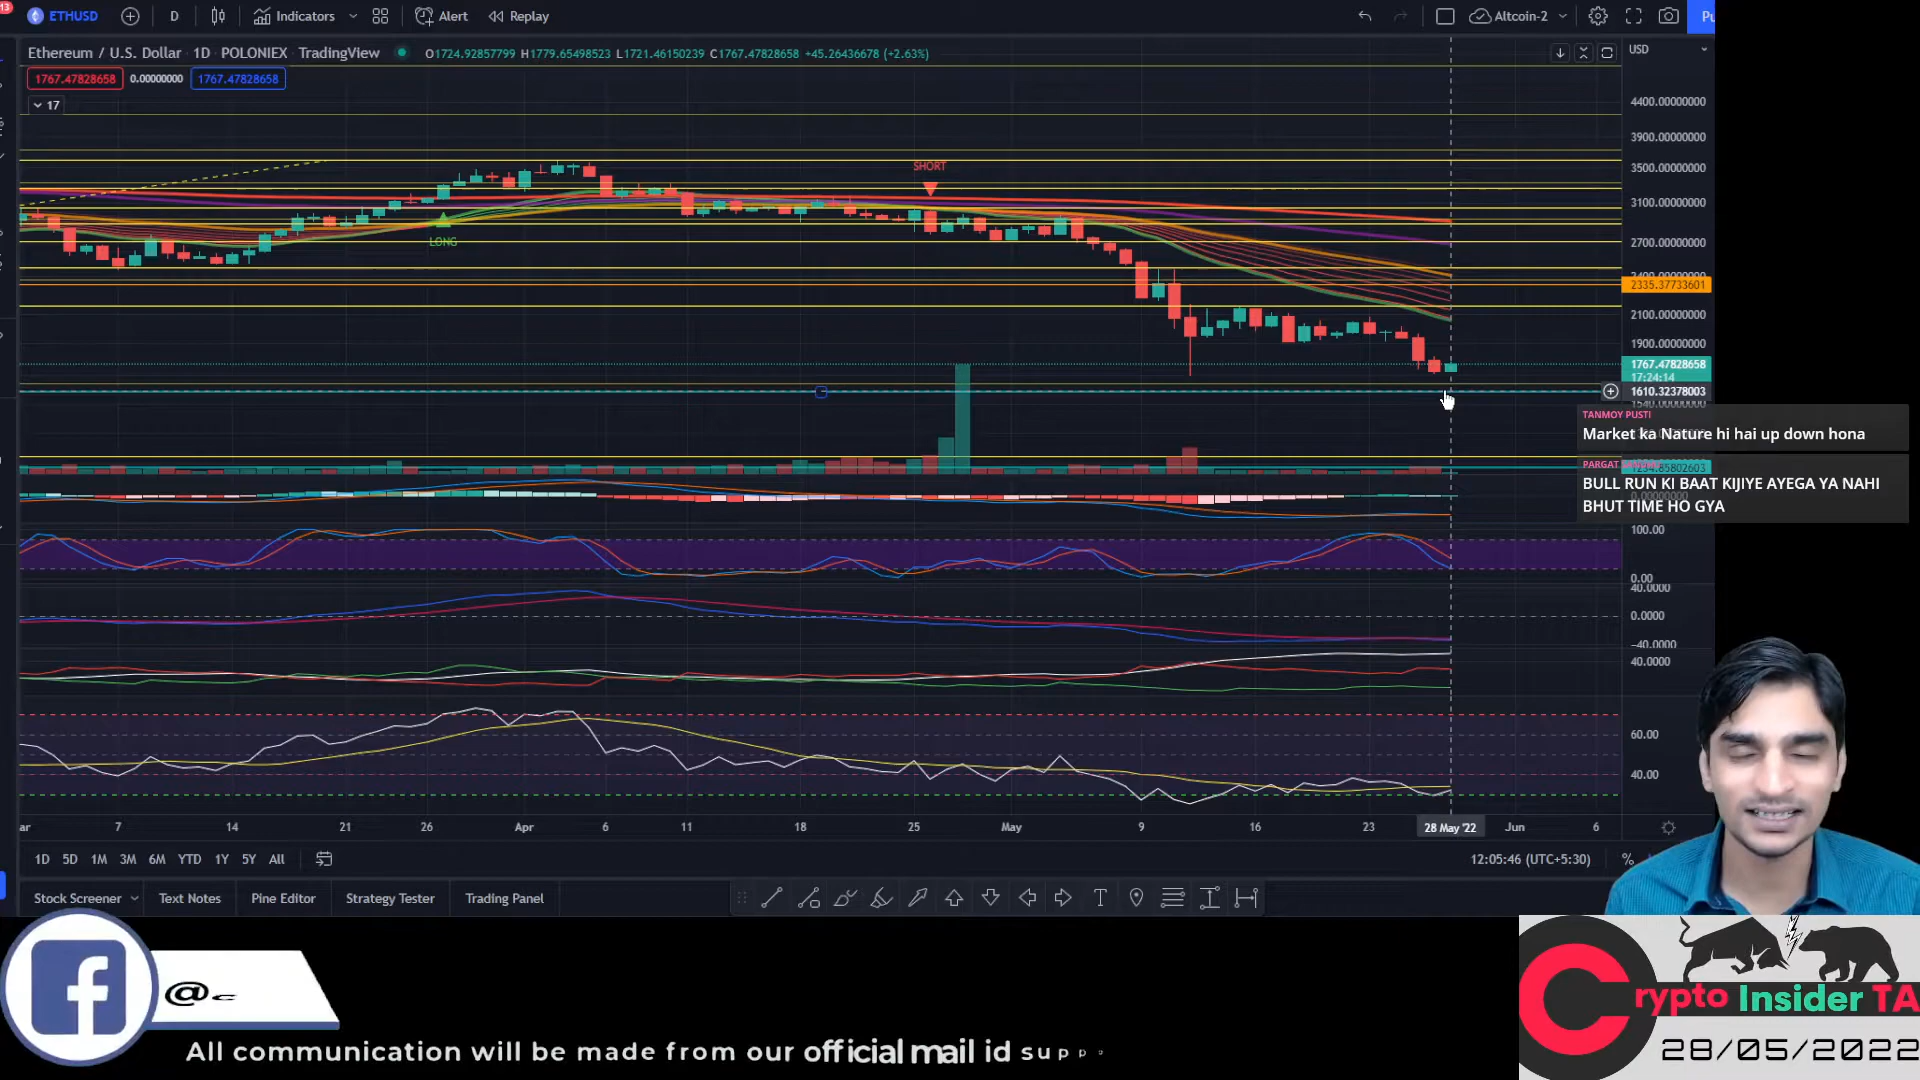 13
ETHUSD
D
Indicators
Alert
Replay
Altcoin-2
Pu
Ethereum / U.S. Dollar · 1D · POLONIEX · TradingView
O1724.92857799 H1779.65498523 L1721.46150239 C1767.47828658 +45.26436678 (+2.63%)
USD
1767.47828658
0.00000000
1767.47828658
17
4400.00000000
3900.00000000
SHORT
3500.00000000
3100.00000000
LONG
2700.00000000
2400.00000000
2335.37733601
2100.00000000
1900.00000000
1767.47828658
17:24:14
1610.32378003
TANMOY PUSTI
Market ka Nature hi hai up down hona
PARGAT
BULL RUN KI BAAT KIJIYE AYEGA YA NAHI
BHUT TIME HO GYA
100.00
0.00
40.0000
0.0000
-40.0000
40.0000
60.00
40.00
ar
7
14
21
26
Apr
6
11
18
25
May
9
16
23
28 May '22
Jun
6
1D 5D 1M 3M 6M YTD 1Y 5Y All
12:05:46 (UTC+5:30)
%
Stock Screener
Text Notes
Pine Editor
Strategy Tester
Trading Panel
T
f
@c
All communication will be made from our official mail id supp
Crypto Insider TA
28/05/2022